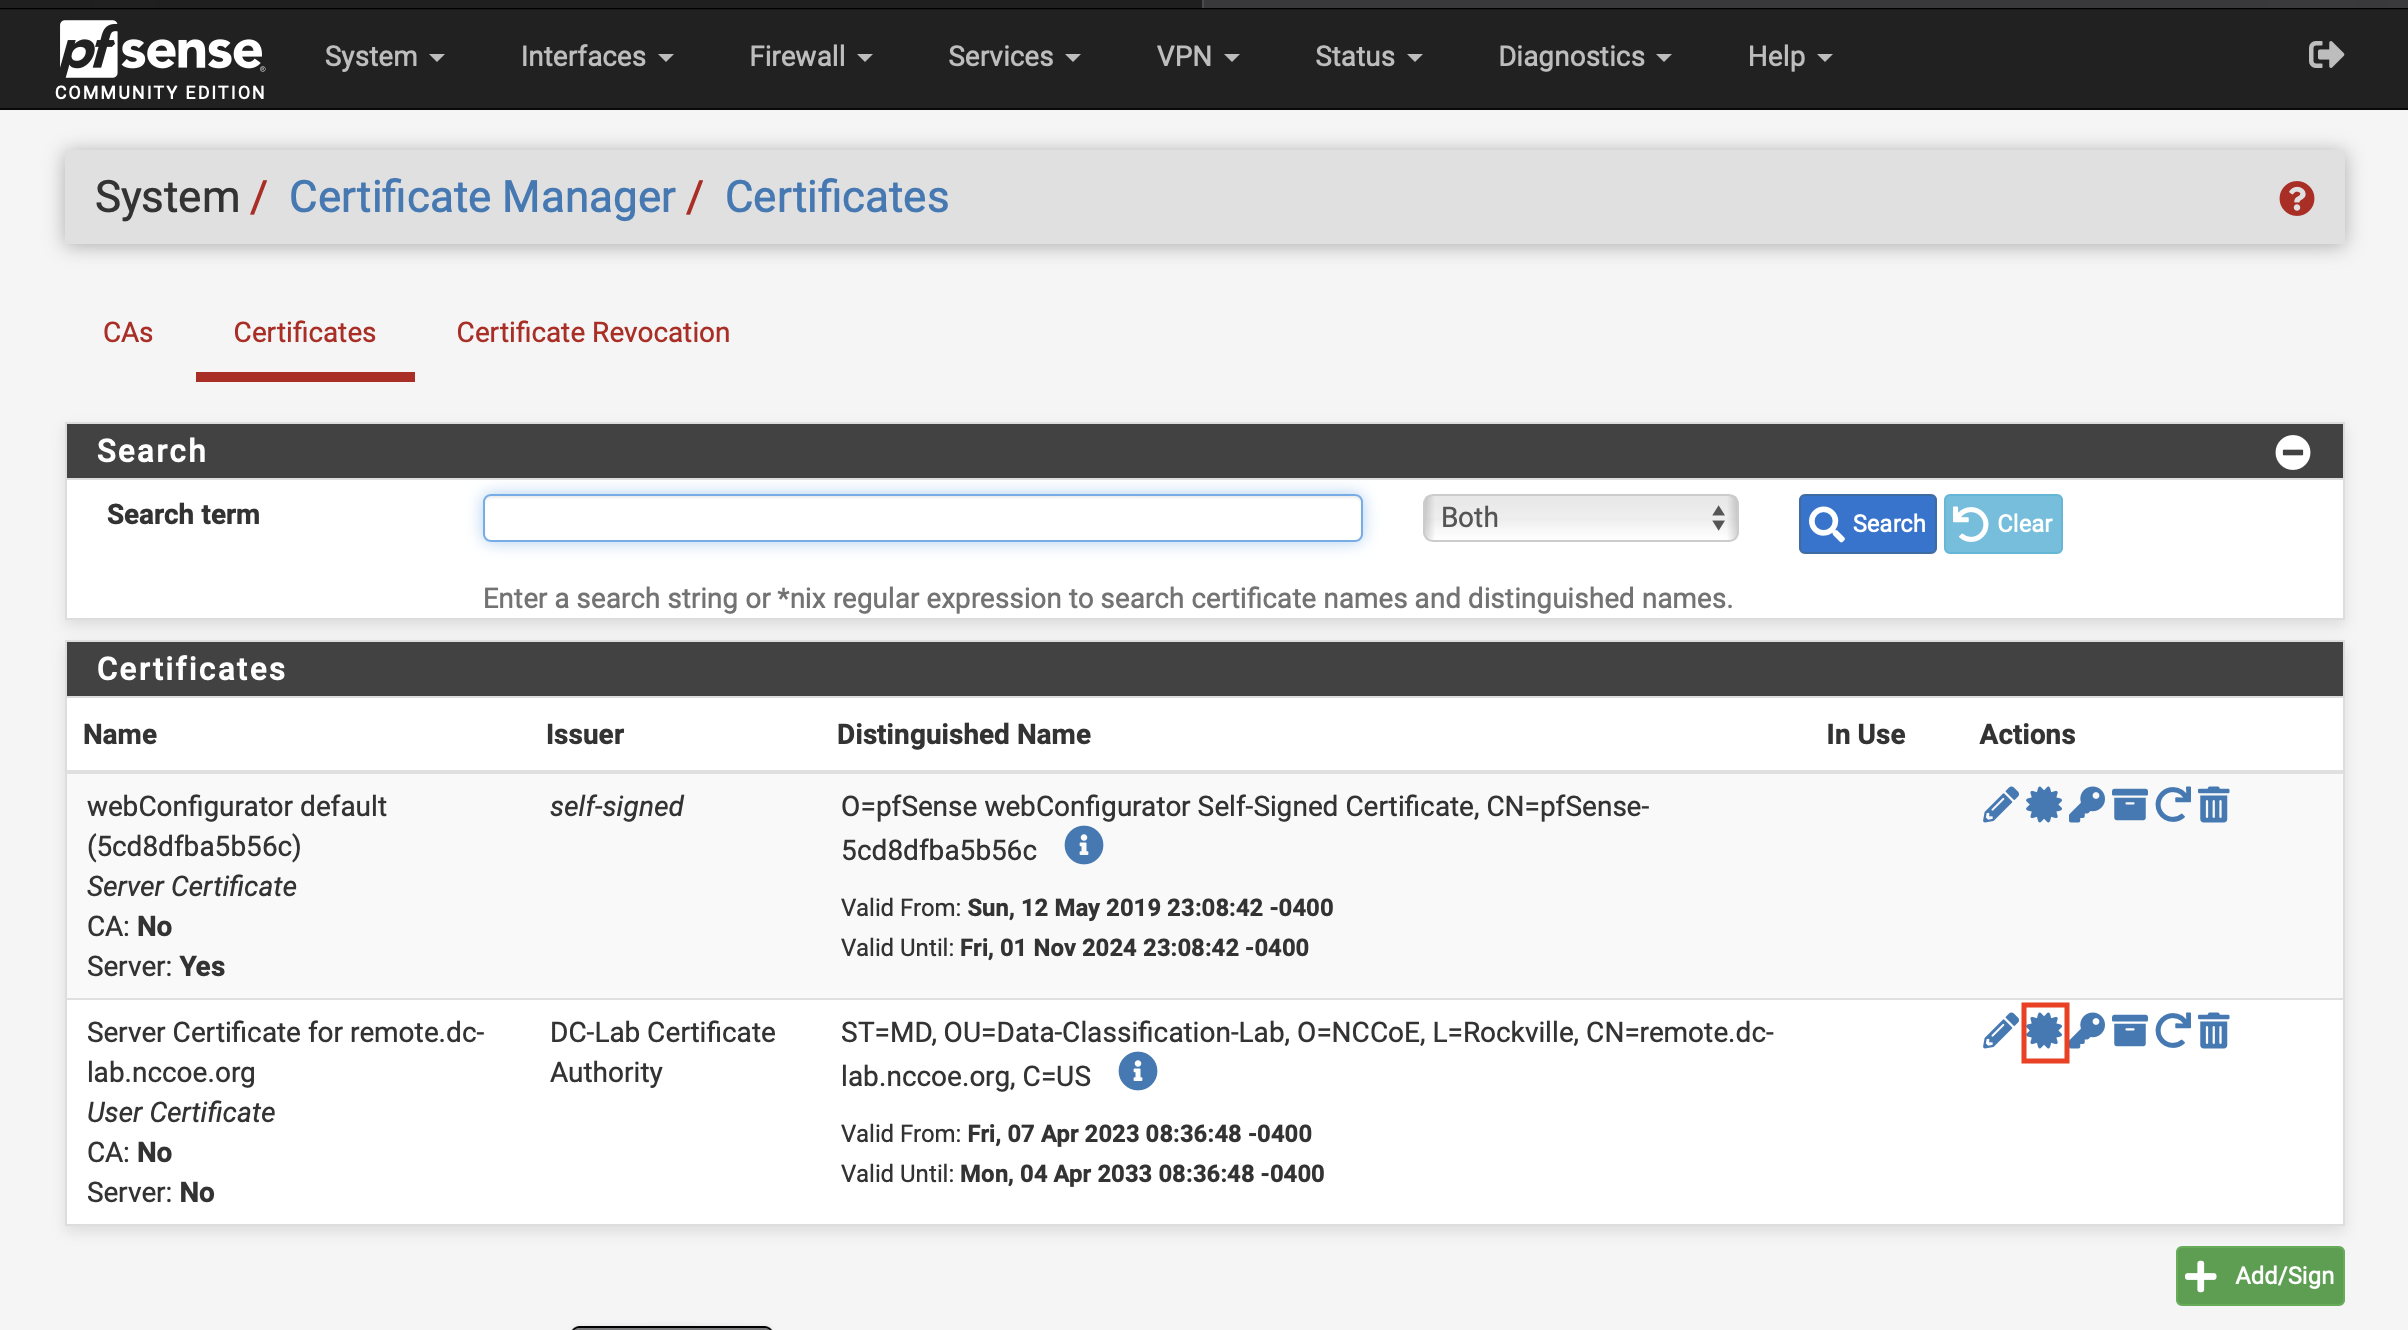 pfsense
COMMUNITY EDITION
System
Interfaces
Firewall
Services
VPN
Status
Diagnostics
Help
System / Certificate Manager / Certificates
CAs
Certificates
Certificate Revocation
Search
Search term
Both
Search
Clear
Enter a search string or *nix regular expression to search certificate names and distinguished names.
Certificates
Name Issuer Distinguished Name In Use Actions
webConfigurator default
(5cd8dfba5b56c)
Server Certificate
CA: No
Server: Yes
self-signed
O=pfSense webConfigurator Self-Signed Certificate, CN=pfSense-
5cd8dfba5b56c
Valid From: Sun, 12 May 2019 23:08:42 -0400
Valid Until: Fri, 01 Nov 2024 23:08:42 -0400
Server Certificate for remote.dc-
lab.nccoe.org
User Certificate
CA: No
Server: No
DC-Lab Certificate
Authority
ST=MD, OU=Data-Classification-Lab, O=NCCoE, L=Rockville, CN=remote.dc-
lab.nccoe.org, C=US
Valid From: Fri, 07 Apr 2023 08:36:48 -0400
Valid Until: Mon, 04 Apr 2033 08:36:48 -0400
Add/Sign